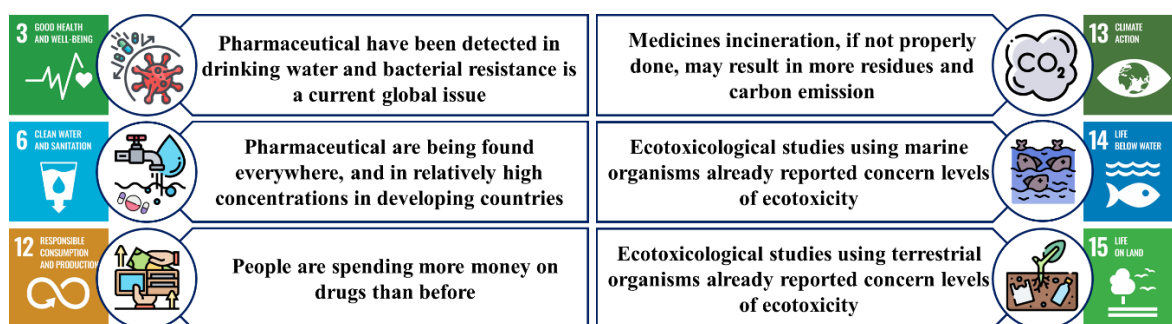 3 GOOD HEALTH
AND WELL-BEING
Pharmaceutical have been detected in
drinking water and bacterial resistance is
a current global issue
6 CLEAN WATER
AND SANITATION
Pharmaceutical are being found
everywhere, and in relatively high
concentrations in developing countries
12 RESPONSIBLE
CONSUMPTION
AND PRODUCTION
People are spending more money on
drugs than before
Medicines incineration, if not properly
done, may result in more residues and
carbon emission
CO2
13 CLIMATE
ACTION
Ecotoxicological studies using marine
organisms already reported concern levels
of ecotoxicity
14 LIFE
BELOW WATER
Ecotoxicological studies using terrestrial
organisms already reported concern levels
of ecotoxicity
15 LIFE
ON LAND